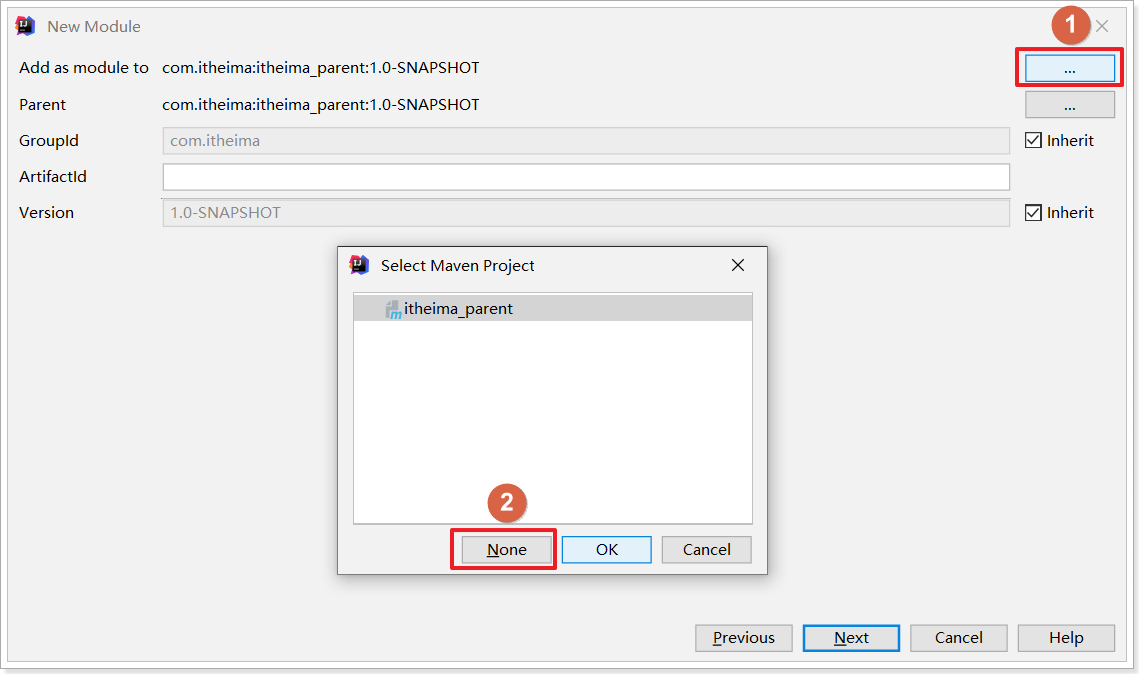 New Module
1
Add as module to com.itheima:itheima_parent:1.0-SNAPSHOT ...
Parent com.itheima:itheima_parent:1.0-SNAPSHOT ...
GroupId com.itheima Inherit
ArtifactId
Version 1.0-SNAPSHOT Inherit
Select Maven Project
itheima_parent
2
None OK Cancel
Previous Next Cancel Help